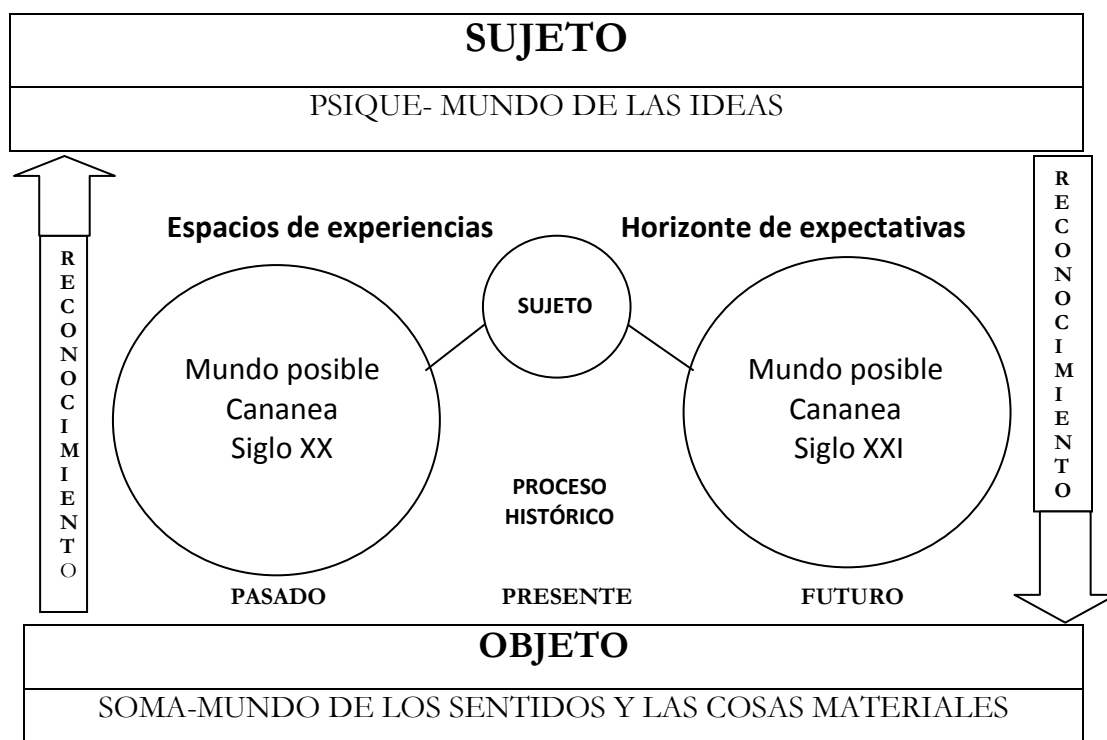 SUJETO
PSIQUE- MUNDO DE LAS IDEAS
RECONOCIMIENTO
Espacios de experiencias
Horizonte de expectativas
SUJETO
Mundo posible
Cananea
Siglo XX
Mundo posible
Cananea
Siglo XXI
PROCESO
HISTÓRICO
PASADO
PRESENTE
FUTURO
RECONOCIMIENTO
OBJETO
SOMA-MUNDO DE LOS SENTIDOS Y LAS COSAS MATERIALES